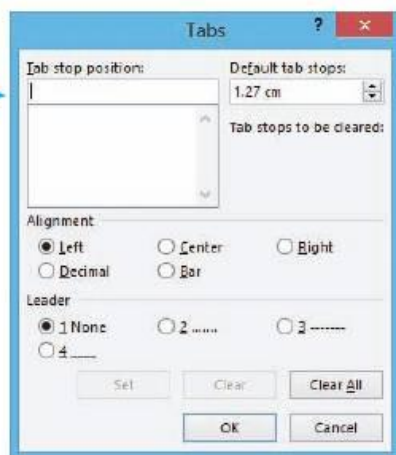 Tabs ? ×
Tab stop position: Default tab stops:
1.27 cm
Tab stops to be cleared:
Alignment
Left Center Right
Decimal Bar
Leader
1 None 2 ....... 3 -------
4 ____
Set Clear Clear All
OK Cancel